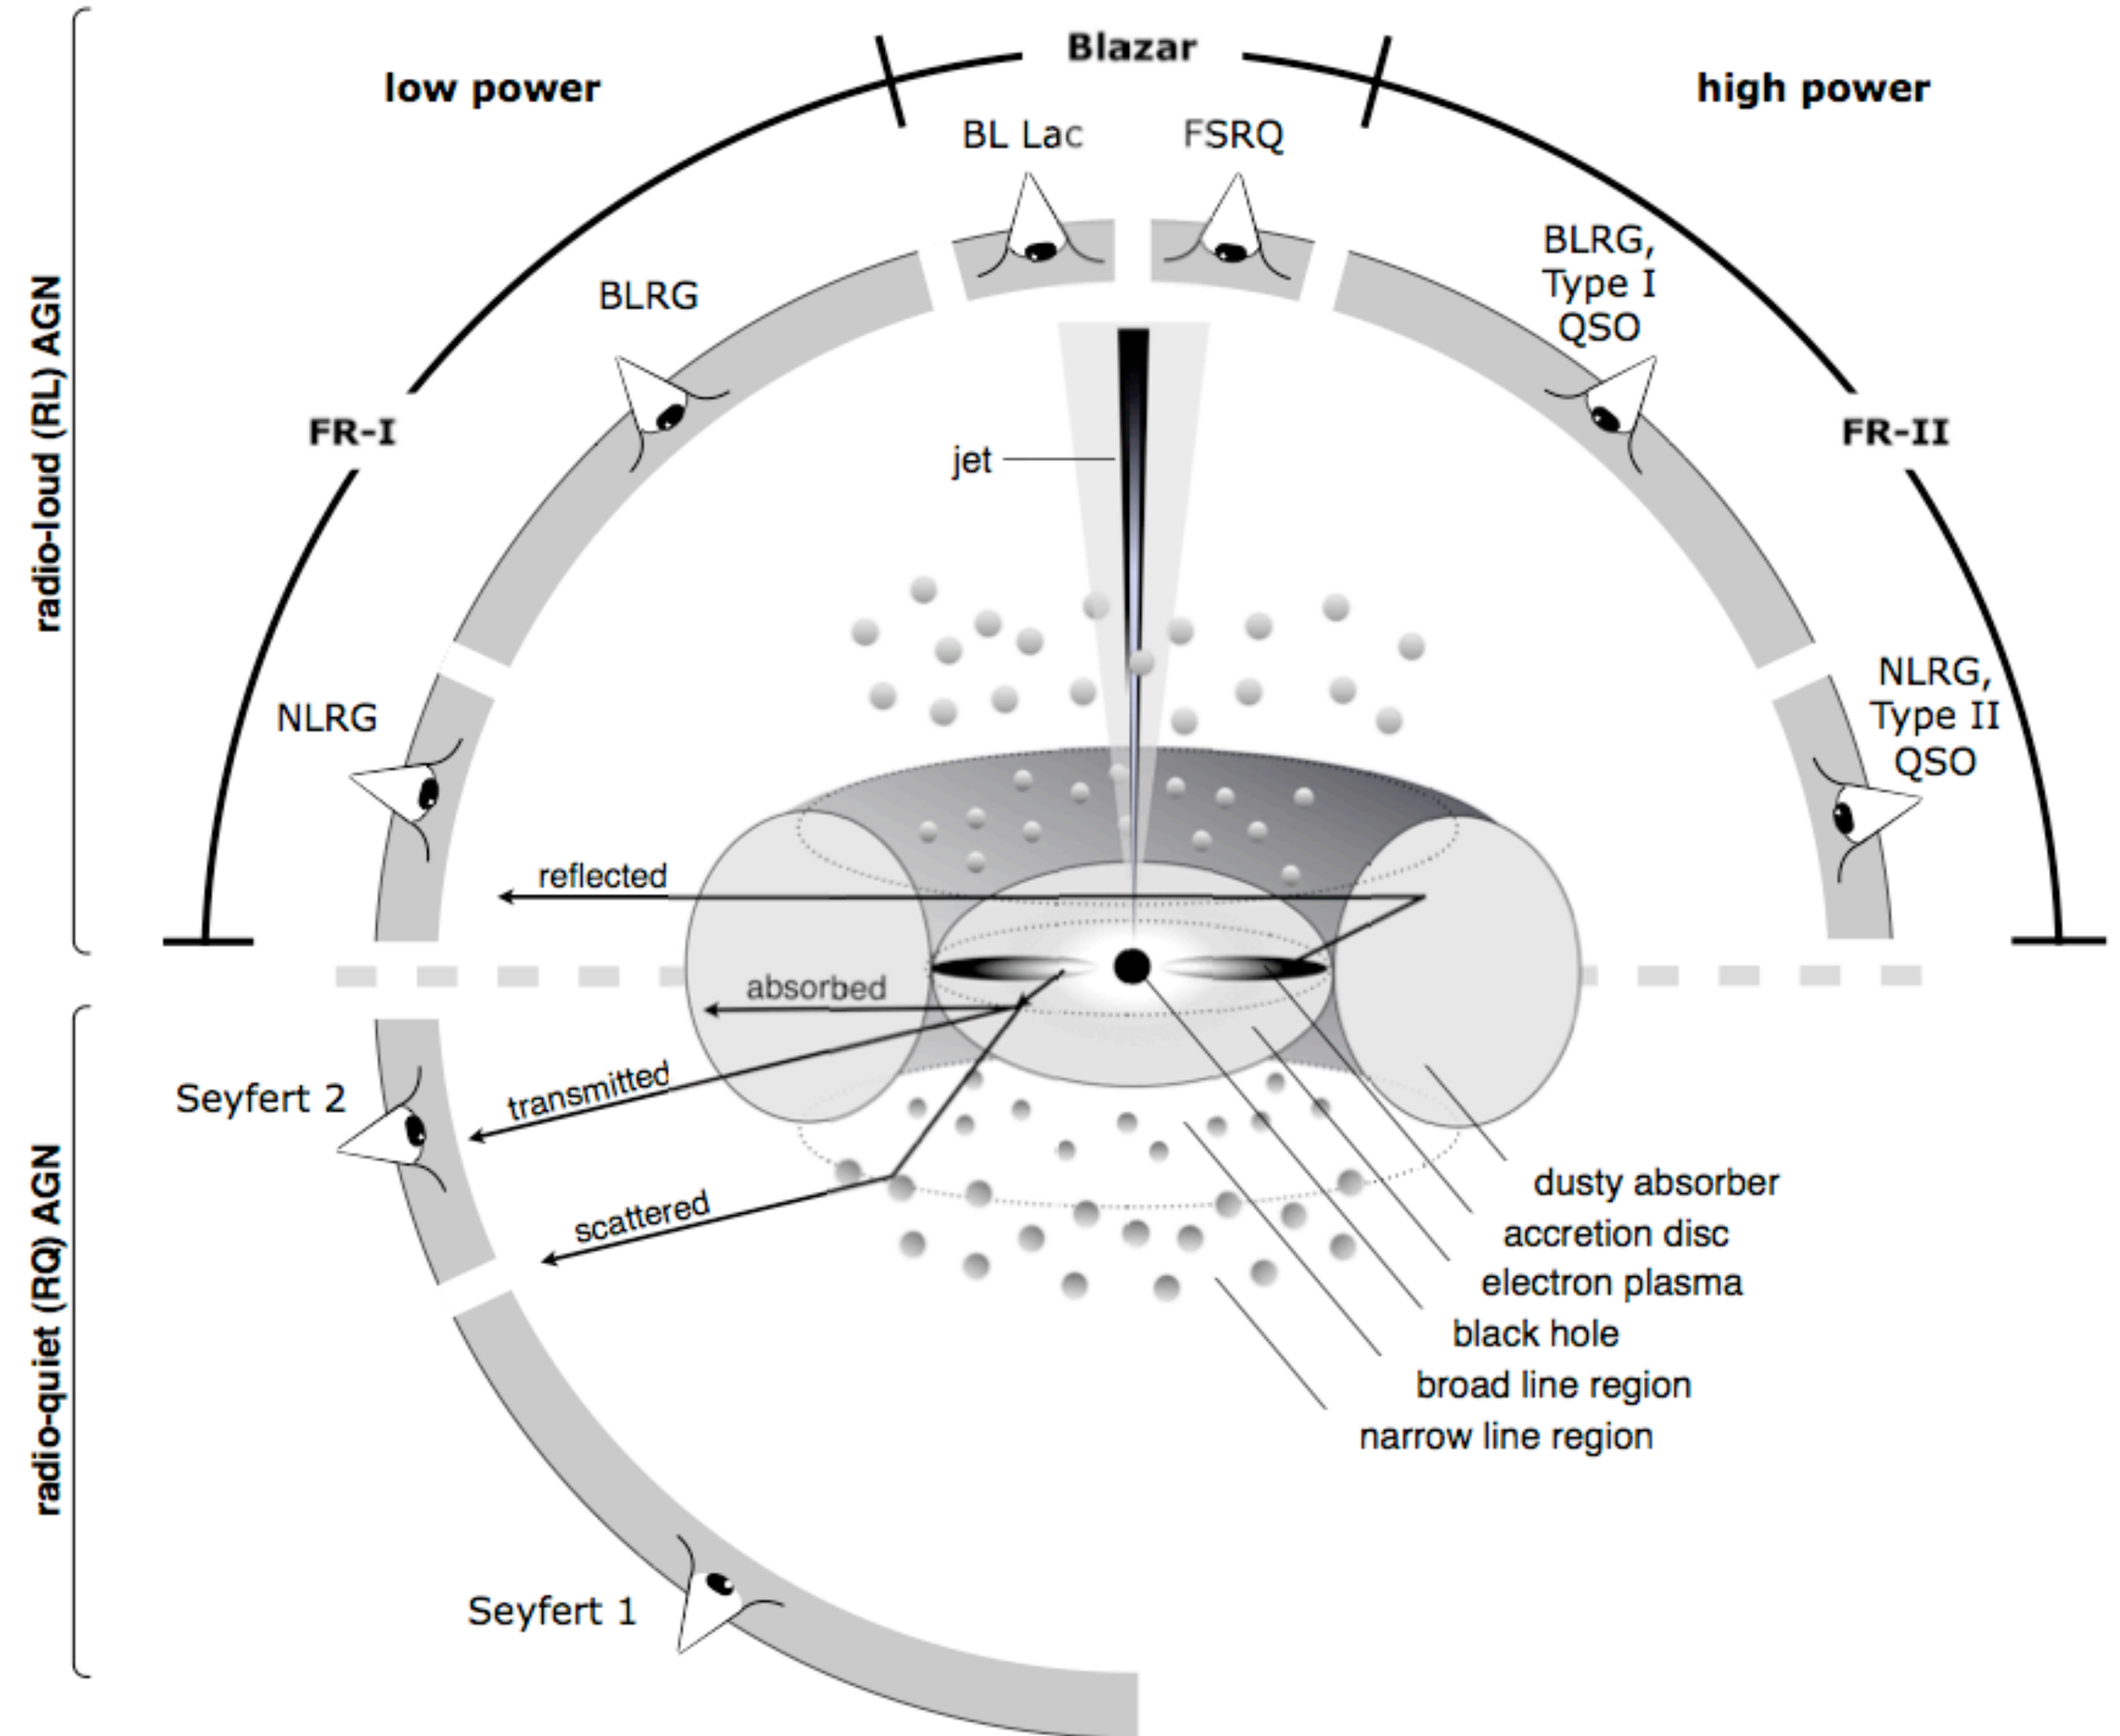 Blazar
low power
high power
BL Lac
FSRQ
BLRG,
Type I
QSO
BLRG
radio-loud (RL) AGN
FR-I
FR-II
jet
NLRG
NLRG,
Type II
QSO
reflected
absorbed
transmitted
Seyfert 2
scattered
dusty absorber
accretion disc
electron plasma
black hole
broad line region
narrow line region
radio-quiet (RQ) AGN
Seyfert 1